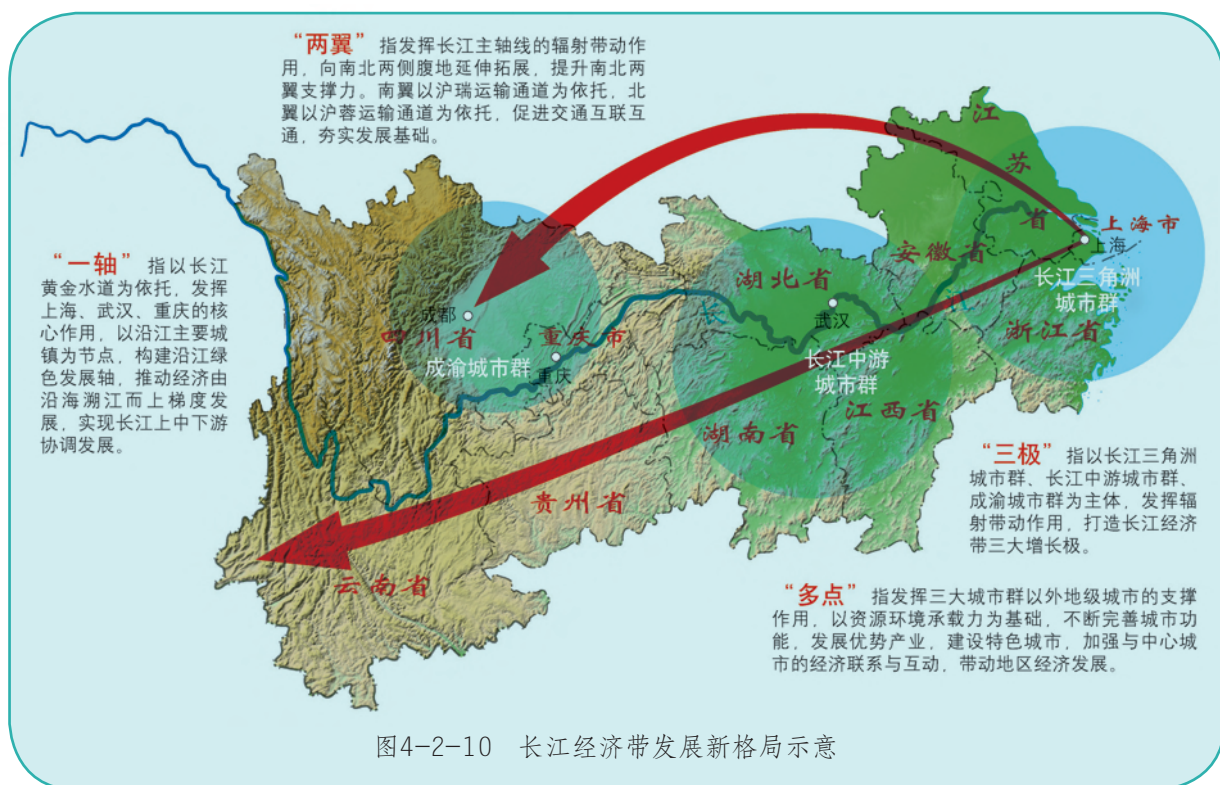 “两翼” 指发挥长江主轴线的辐射带动作
用，向南北两侧腹地延伸拓展，提升南北两
翼支撑力。南翼以沪瑞运输通道为依托，北
翼以沪蓉运输通道为依托，促进交通互联互
通，夯实发展基础。
“一轴” 指以长江
黄金水道为依托，发挥
上海、武汉、重庆的核
心作用，以沿江主要城
镇为节点，构建沿江绿
色发展轴，推动经济由
沿海溯江而上梯度发
展，实现长江上中下游
协调发展。
江
苏
省
上海市
上海
长江三角洲
城市群
浙江省
安徽省
湖北省
武汉
长
江
长江中游
城市群
江西省
湖南省
成都
四川省
重庆市
成渝城市群
重庆
贵州省
云南省
“三极” 指以长江三角洲
城市群、长江中游城市群、
成渝城市群为主体，发挥辐
射带动作用，打造长江经济
带三大增长极。
“多点” 指发挥三大城市群以外地级城市的支撑
作用，以资源环境承载力为基础，不断完善城市功
能，发展优势产业，建设特色城市，加强与中心城
市的经济联系与互动，带动地区经济发展。
图4-2-10 长江经济带发展新格局示意